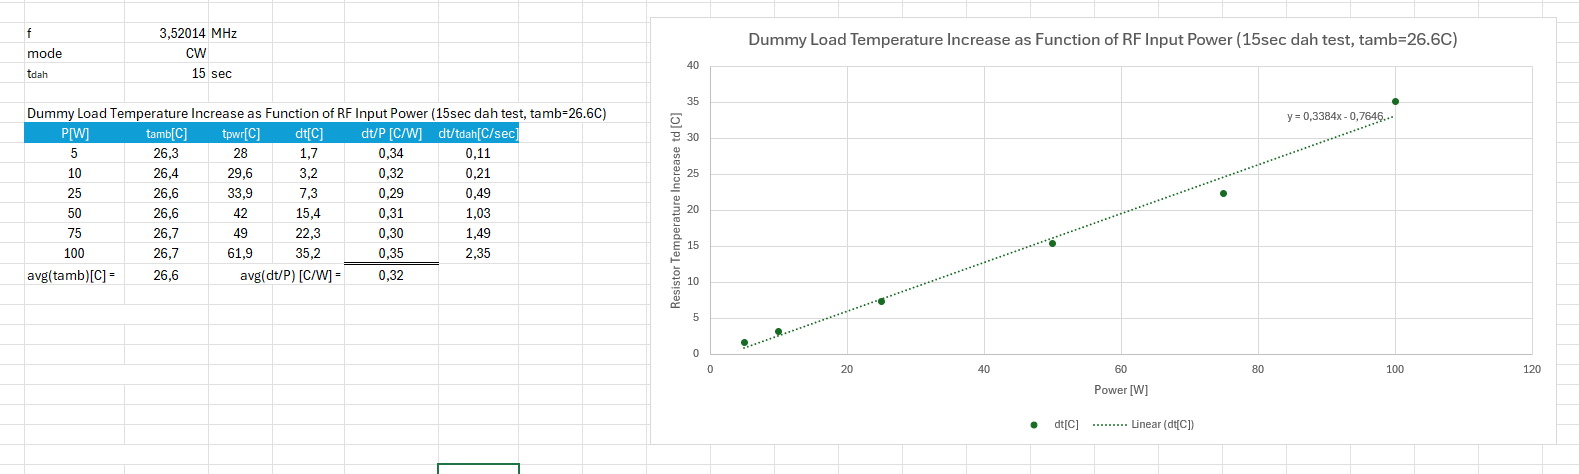 f 3,52014 MHz
mode CW
tdah 15 sec
Dummy Load Temperature Increase as Function of RF Input Power (15sec dah test, tamb=26.6C)
P[W] tamb[C] tpwr[C] dt[C] dt/P [C/W] dt/tdah[C/sec]
5 26,3 28 1,7 0,34 0,11
10 26,4 29,6 3,2 0,32 0,21
25 26,6 33,9 7,3 0,29 0,49
50 26,6 42 15,4 0,31 1,03
75 26,7 49 22,3 0,30 1,49
100 26,7 61,9 35,2 0,35 2,35
avg(tamb)[C] = 26,6 avg(dt/P) [C/W] = 0,32
Dummy Load Temperature Increase as Function of RF Input Power (15sec dah test, tamb=26.6C)
Resistor Temperature Increase td [C]
40
35
30
25
20
15
10
5
0
y = 0,3384x - 0,7646
0 20 40 60 80 100 120
Power [W]
dt[C] Linear (dt[C])